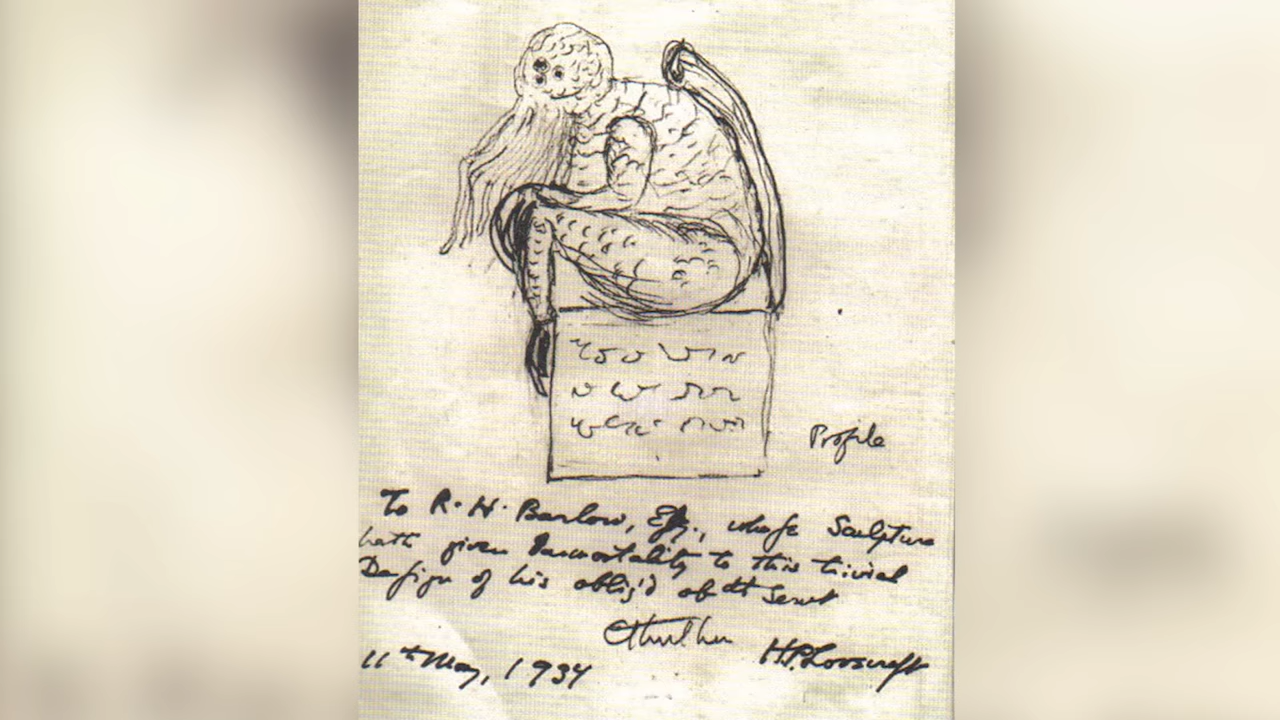 Profile
To R. H. Barlow, Esq., whose Sculpture
hath given Immortality to this trivial
Design of his oblig'd obdt Servt
Cthulhu
H.P. Lovecraft
11th May, 1934